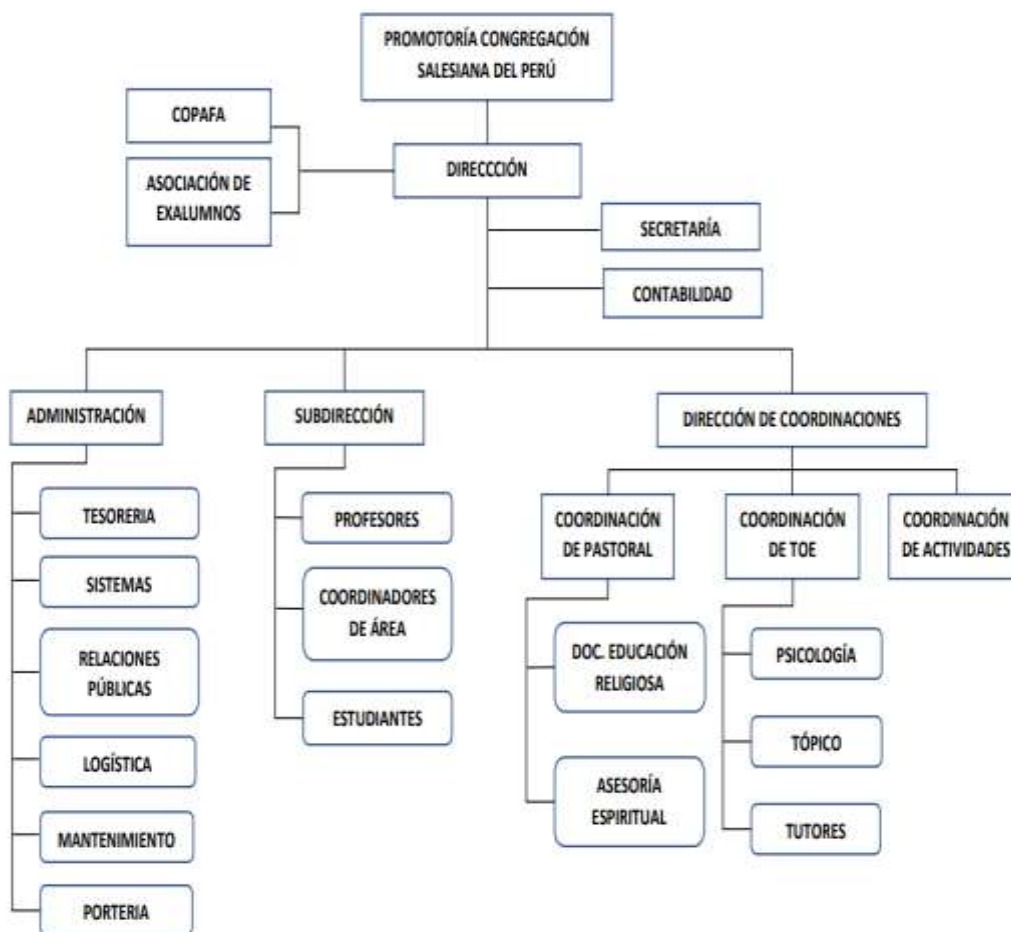 PROMOTORÍA CONGREGACIÓN
SALESIANA DEL PERÚ
COPAFA
DIRECCCIÓN
ASOCIACIÓN DE
EXALUMNOS
SECRETARÍA
CONTABILIDAD
ADMINISTRACIÓN
SUBDIRECCIÓN
DIRECCIÓN DE COORDINACIONES
TESORERIA
SISTEMAS
RELACIONES
PÚBLICAS
LOGÍSTICA
MANTENIMIENTO
PORTERIA
PROFESORES
COORDINADORES
DE ÁREA
ESTUDIANTES
COORDINACIÓN
DE PASTORAL
DOC. EDUCACIÓN
RELIGIOSA
ASESORÍA
ESPIRITUAL
COORDINACIÓN
DE TOE
PSICOLOGÍA
TÓPICO
TUTORES
COORDINACIÓN
DE ACTIVIDADES